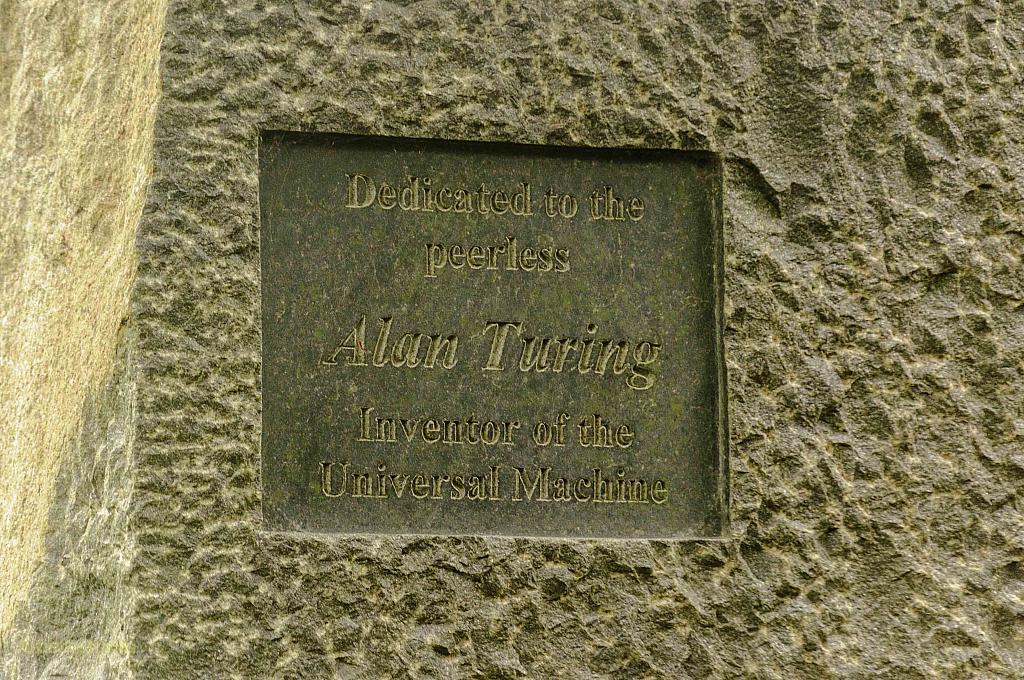 Dedicated to the
peerless
Alan Turing
Inventor of the
Universal Machine